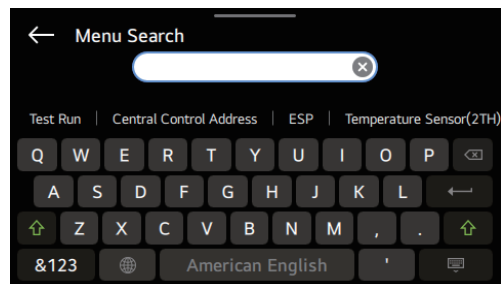 Menu Search
Test Run | Central Control Address | ESP | Temperature Sensor(2TH)
Q W E R T Y U I O P
A S D F G H J K L
Z X C V B N M , .
&123 American English '